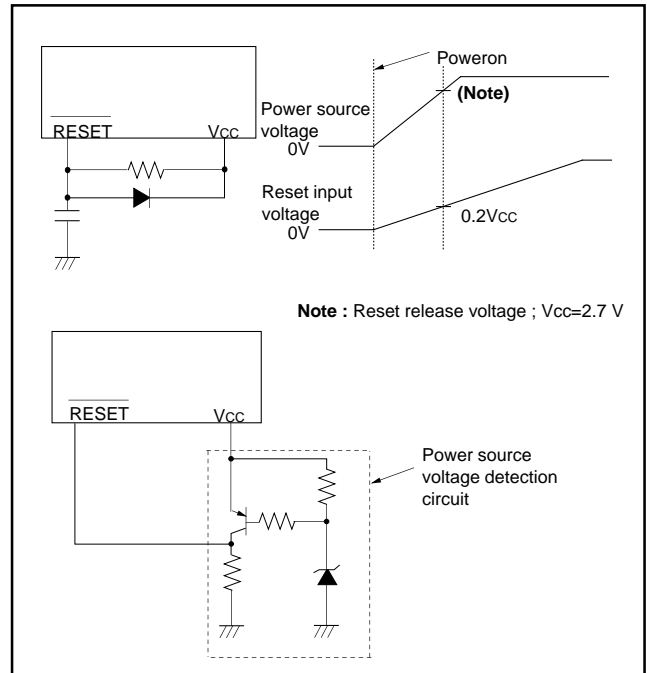 Poweron
(Note)
RESET
VCC
Power source
voltage
0V
Reset input
voltage
0V
0.2VCC
Note : Reset release voltage ; Vcc=2.7 V
RESET
VCC
Power source
voltage detection
circuit